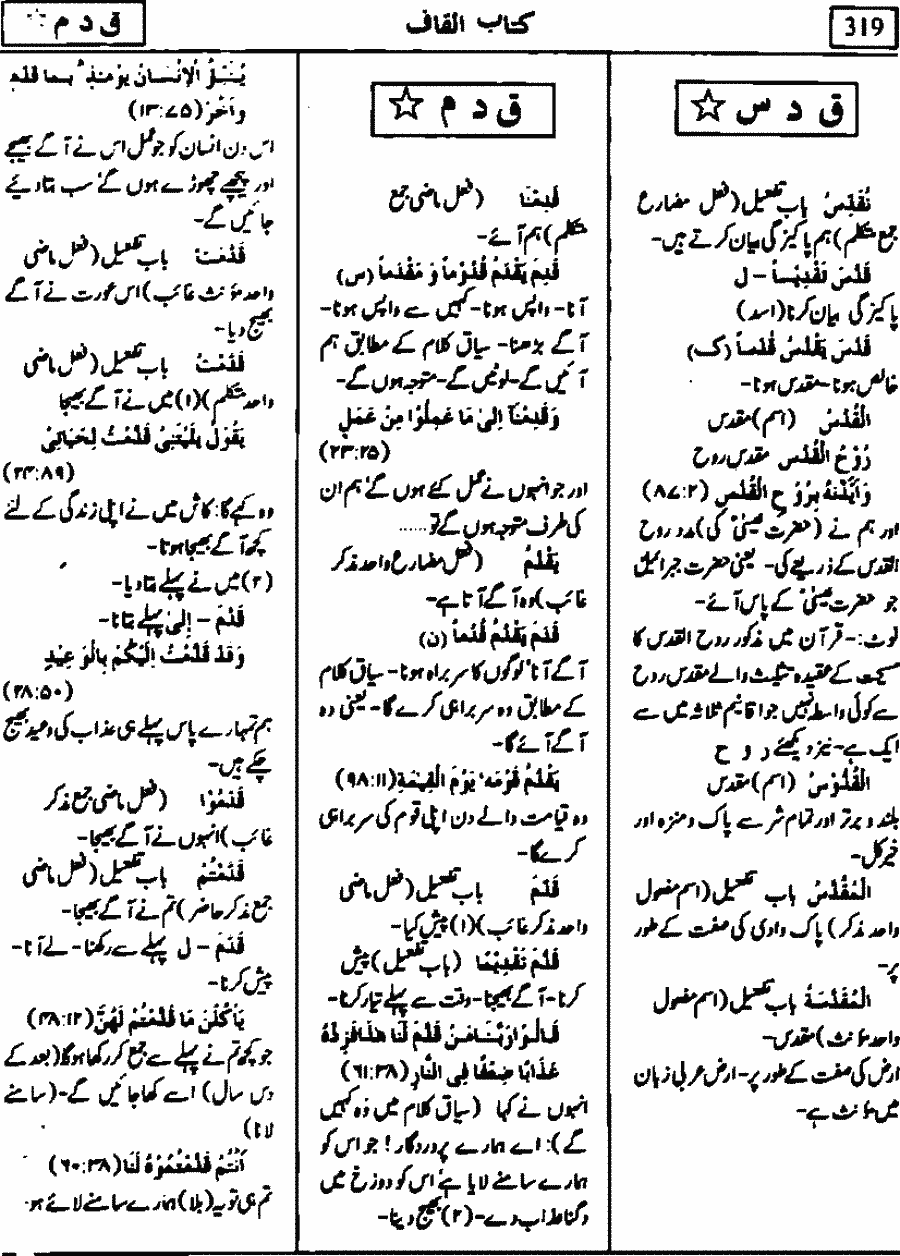 319
کتاب القاف
ق د م ☆
ق د س ☆
نُقَدِّسُ باب تفعیل (فعل مضارع
جمع متکلم) ہم پاکیزگی بیان کرتے ہیں۔
قَدَّسَ تَقْدِیْساً – ل
پاکیزگی بیان کرنا (اسد)
قَدُسَ یَقْدُسُ قُدْساً (ک)
خالص ہونا – مقدس ہونا۔
الْقُدُسُ (اسم) مقدس
رُوْحُ الْقُدُسِ مقدس روح
وَاَیَّدْنٰهُ بِرُوْحِ الْقُدُسِ (۸۷:۲)
اور ہم نے (حضرت عیسیٰ کی) مدد روح
القدس کے ذریعے کی – یعنی حضرت جبرائیل
جو حضرت عیسیٰ کے پاس آئے۔
نوٹ:- قرآن میں مذکور روح القدس کا
مسیحیت کے عقیدہ تثلیث والے مقدس روح
سے کوئی واسطہ نہیں جو اقانیم ثلاثہ میں سے
ایک ہے – نیز دیکھئے ر و ح
الْقُدُّوْسُ (اسم) مقدس
بلند و برتر اور تمام شر سے پاک و منزہ اور
خیر کل۔
الْمُقَدَّسُ باب تفعیل (اسم مفعول
واحد مذکر) پاک وادی کی صفت کے طور
پر۔
الْمُقَدَّسَةُ باب تفعیل (اسم مفعول
واحد مؤنث) مقدس۔
ارض کی صفت کے طور پر – ارض عربی زبان
میں مؤنث ہے۔
ق د م ☆
قَدِمْنَا (فعل ماضی جمع
متکلم) ہم آئے۔
قَدِمَ یَقْدَمُ قُدُوْماً وَ مَقْدَماً (س)
آنا – واپس ہونا – کہیں سے واپس ہونا –
آگے بڑھنا – سیاق کلام کے مطابق ہم
آئیں گے – لوٹیں گے – متوجہ ہوں گے۔
وَقَدِمْنَآ اِلٰی مَا عَمِلُوْا مِنْ عَمَلٍ
(۲۳:۲۵)
اور جو انہوں نے عمل کئے ہوں گے ہم ان
کی طرف متوجہ ہوں گے تو......
یَقْدُمُ (فعل مضارع واحد مذکر
غائب) وہ آگے آتا ہے۔
قَدَمَ یَقْدُمُ قُدْماً (ن)
آگے آنا' لوگوں کا سربراہ ہونا – سیاق کلام
کے مطابق وہ سربراہی کرے گا – یعنی وہ
آگے آئے گا۔
یَقْدُمُ قَوْمَهٗ یَوْمَ الْقِیٰمَةِ (۹۸:۱۱)
وہ قیامت والے دن اپنی قوم کی سربراہی
کرے گا۔
قَدَّمَ باب تفعیل (فعل ماضی
واحد مذکر غائب) (۱) پیش کیا۔
قَدَّمَ تَقْدِیْمًا (باب تفعیل) پیش
کرنا – آگے بھیجنا – وقت سے پہلے تیار کرنا۔
قَالُوْا رَبَّنَا مَنْ قَدَّمَ لَنَا هٰذَا فَزِدْهُ
عَذَابًا ضِعْفًا فِی النَّارِ (۶۱:۳۸)
انہوں نے کہا (سیاق کلام میں وہ کہیں
گے): اے ہمارے پروردگار! جو اس کو
ہمارے سامنے لایا ہے اس کو دوزخ میں
دگنا عذاب دے – (۲) بھیج دینا۔
یُنَبَّؤُ الْاِنْسَانُ یَوْمَئِذٍ بِمَا قَدَّمَ
وَاَخَّرَ (۱۳:۷۵)
اس دن انسان کو جو عمل اس نے آگے بھیجے
اور پیچھے چھوڑے ہوں گے' سب بتا دیئے
جائیں گے۔
قَدَّمَتْ باب تفعیل (فعل ماضی
واحد مؤنث غائب) اس عورت نے آگے
بھیج دیا۔
قَدَّمْتُ باب تفعیل (فعل ماضی
واحد متکلم) (۱) میں نے آگے بھیجا
یَقُوْلُ یٰلَیْتَنِیْ قَدَّمْتُ لِحَیَاتِیْ
(۲۳:۸۹)
وہ کہے گا: کاش میں نے اپنی زندگی کے لئے
کچھ آگے بھیجا ہوتا۔
(۲) میں نے پہلے بتا دیا۔
قَدَّمَ – اِلیٰ پہلے بتانا۔
وَقَدْ قَدَّمْتُ اِلَیْكُمْ بِالْوَعِیْدِ
(۲۸:۵۰)
ہم تمہارے پاس پہلے ہی عذاب کی وعید بھیج
چکے ہیں۔
قَدَّمُوْا (فعل ماضی جمع مذکر
غائب) انہوں نے آگے بھیجا۔
قَدَّمْتُمْ باب تفعیل (فعل ماضی
جمع مذکر حاضر) تم نے آگے بھیجا۔
قَدَّمَ – ل پہلے سے رکھنا – لے آنا –
پیش کرنا۔
یَاْکُلْنَ مَا قَدَّمْتُمْ لَهُنَّ (۴۸:۱۲)
جو کچھ تم نے پہلے سے جمع کر رکھا ہوگا (بعد کے
دس سال) اسے کھا جائیں گے – (سامنے
لانا)
اَنْتُمْ قَدَّمْتُمُوْهُ لَنَا (۶۰:۳۸)
تم ہی تو یہ (بلا) ہمارے سامنے لائے ہو۔